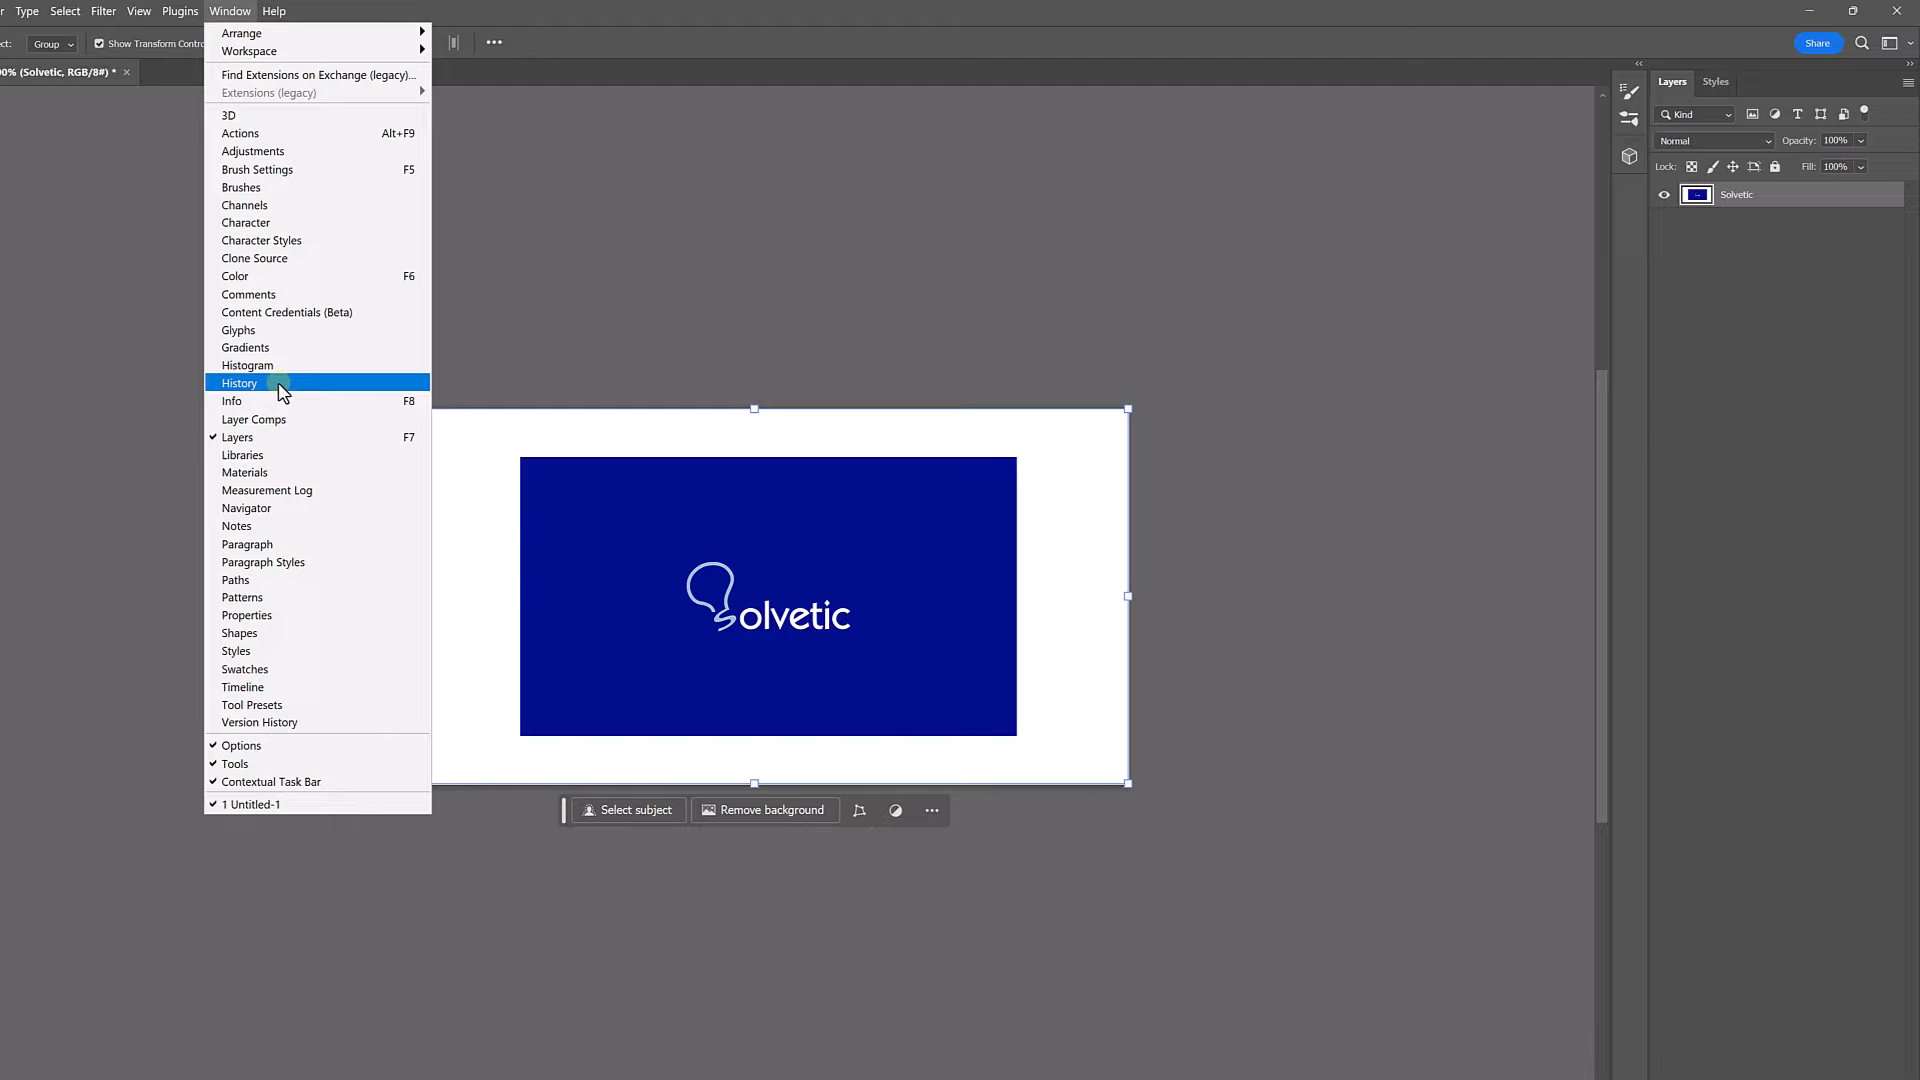 r Type Select Filter View Plugins Window Help
ct: Group Show Transform Contro
Share
0% (Solvetic, RGB/8#) * ×
Arrange
Workspace
Find Extensions on Exchange (legacy)...
Extensions (legacy)
3D
Actions Alt+F9
Adjustments
Brush Settings F5
Brushes
Channels
Character
Character Styles
Clone Source
Color F6
Comments
Content Credentials (Beta)
Glyphs
Gradients
Histogram
History
Info F8
Layer Comps
Layers F7
Libraries
Materials
Measurement Log
Navigator
Notes
Paragraph
Paragraph Styles
Paths
Patterns
Properties
Shapes
Styles
Swatches
Timeline
Tool Presets
Version History
Options
Tools
Contextual Task Bar
1 Untitled-1
Solvetic
Select subject Remove background
Layers Styles
Kind
Normal Opacity: 100%
Lock: Fill: 100%
Solvetic